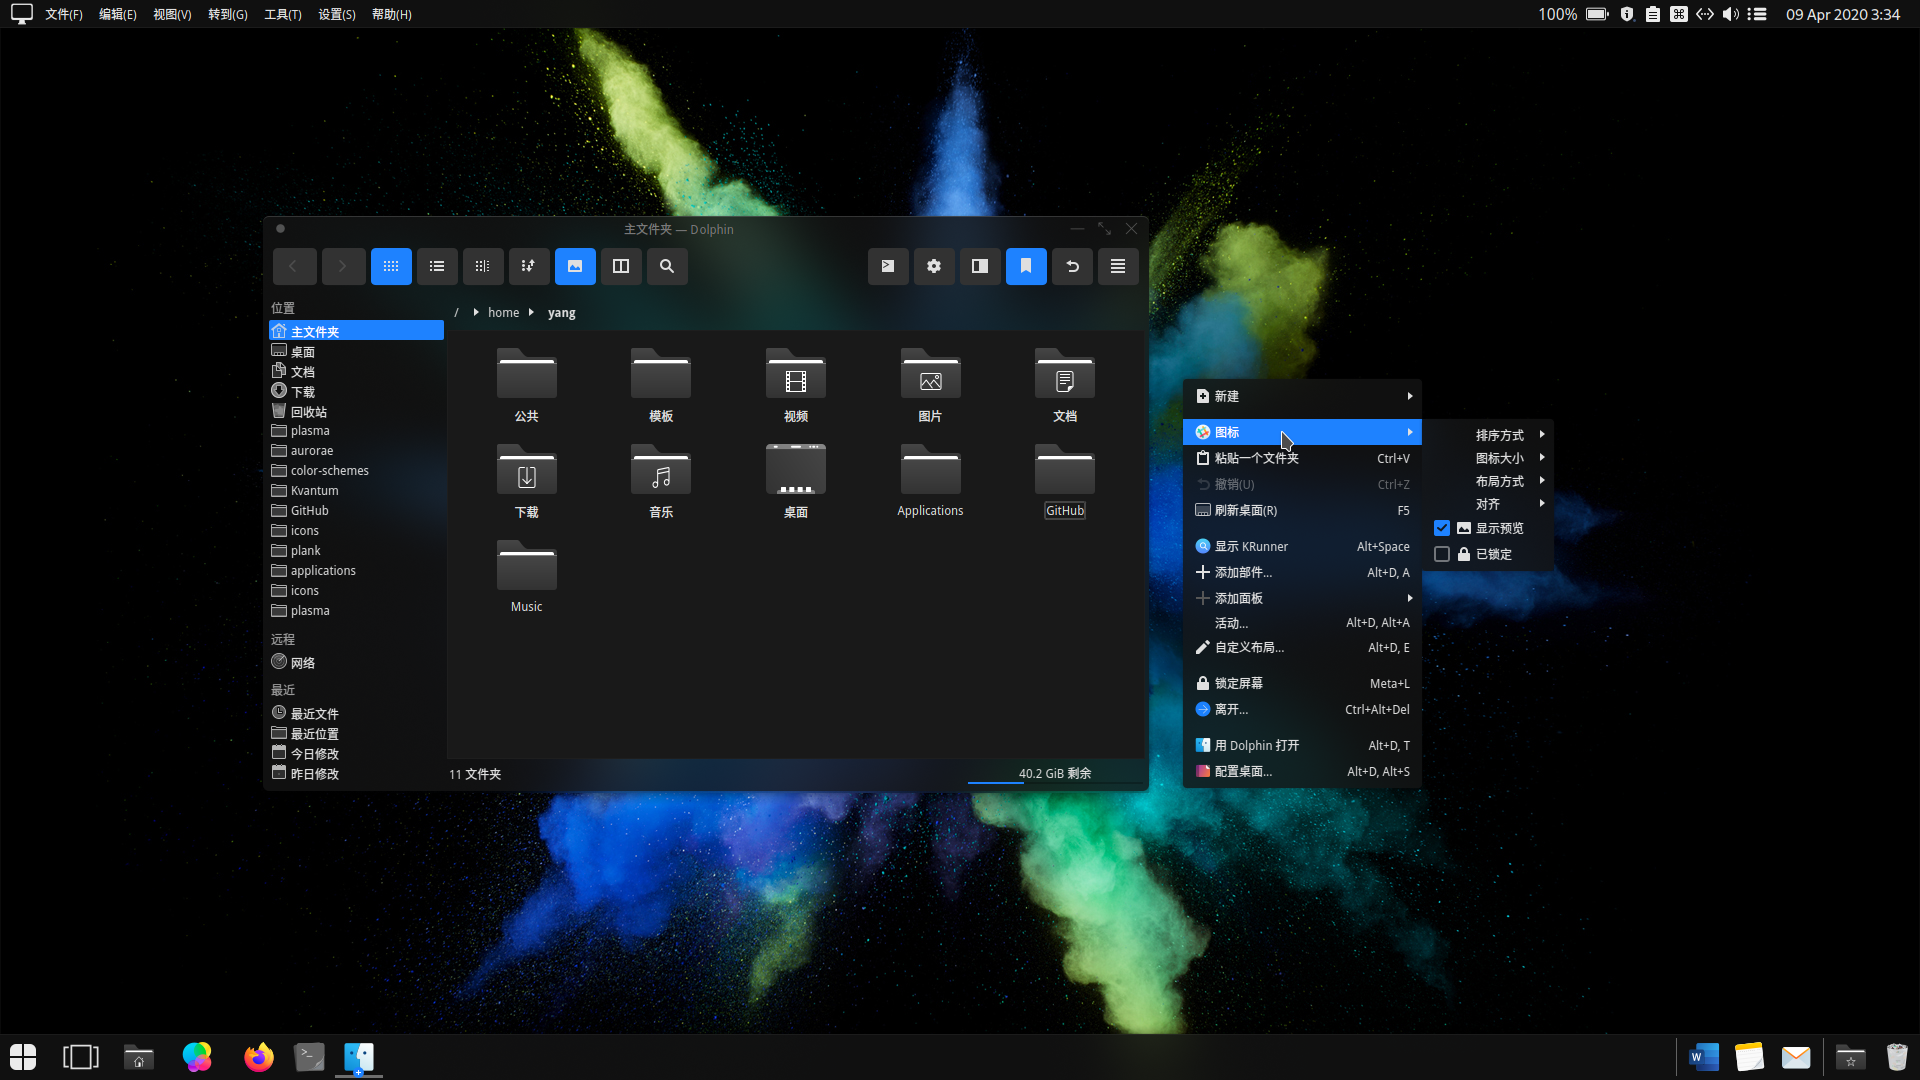 文件(F) 编辑(E) 视图(V) 转到(G) 工具(T) 设置(S) 帮助(H)
100% 09 Apr 2020 3:34
主文件夹 — Dolphin
位置
主文件夹
桌面
文档
下载
回收站
plasma
aurorae
color-schemes
Kvantum
GitHub
icons
plank
applications
icons
plasma
远程
网络
最近
最近文件
最近位置
今日修改
昨日修改
/ home yang
公共 模板 视频 图片 文档
下载 音乐 桌面 Applications GitHub
Music
11 文件夹 40.2 GiB 剩余
新建
图标
粘贴一个文件夹 Ctrl+V
撤销(U) Ctrl+Z
刷新桌面(R) F5
显示 KRunner Alt+Space
添加部件... Alt+D, A
添加面板
活动... Alt+D, Alt+A
自定义布局... Alt+D, E
锁定屏幕 Meta+L
离开... Ctrl+Alt+Del
用 Dolphin 打开 Alt+D, T
配置桌面... Alt+D, Alt+S
排序方式
图标大小
布局方式
对齐
显示预览
已锁定
W